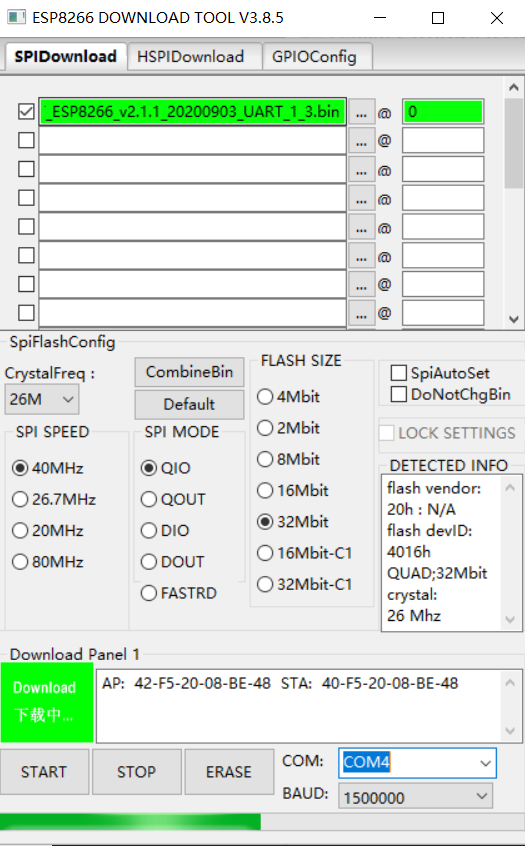 ESP8266 DOWNLOAD TOOL V3.8.5
SPIDownload HSPIDownload GPIOConfig
_ESP8266_v2.1.1_20200903_UART_1_3.bin ... @ 0
... @
... @
... @
... @
... @
... @
... @
SpiFlashConfig
CrystalFreq :
26M
CombineBin
Default
SPI SPEED
40MHz
26.7MHz
20MHz
80MHz
SPI MODE
QIO
QOUT
DIO
DOUT
FASTRD
FLASH SIZE
4Mbit
2Mbit
8Mbit
16Mbit
32Mbit
16Mbit-C1
32Mbit-C1
SpiAutoSet
DoNotChgBin
LOCK SETTINGS
DETECTED INFO
flash vendor:
20h : N/A
flash devID:
4016h
QUAD;32Mbit
crystal:
26 Mhz
Download Panel 1
Download
下载中...
AP: 42-F5-20-08-BE-48 STA: 40-F5-20-08-BE-48
START STOP ERASE
COM: COM4
BAUD: 1500000